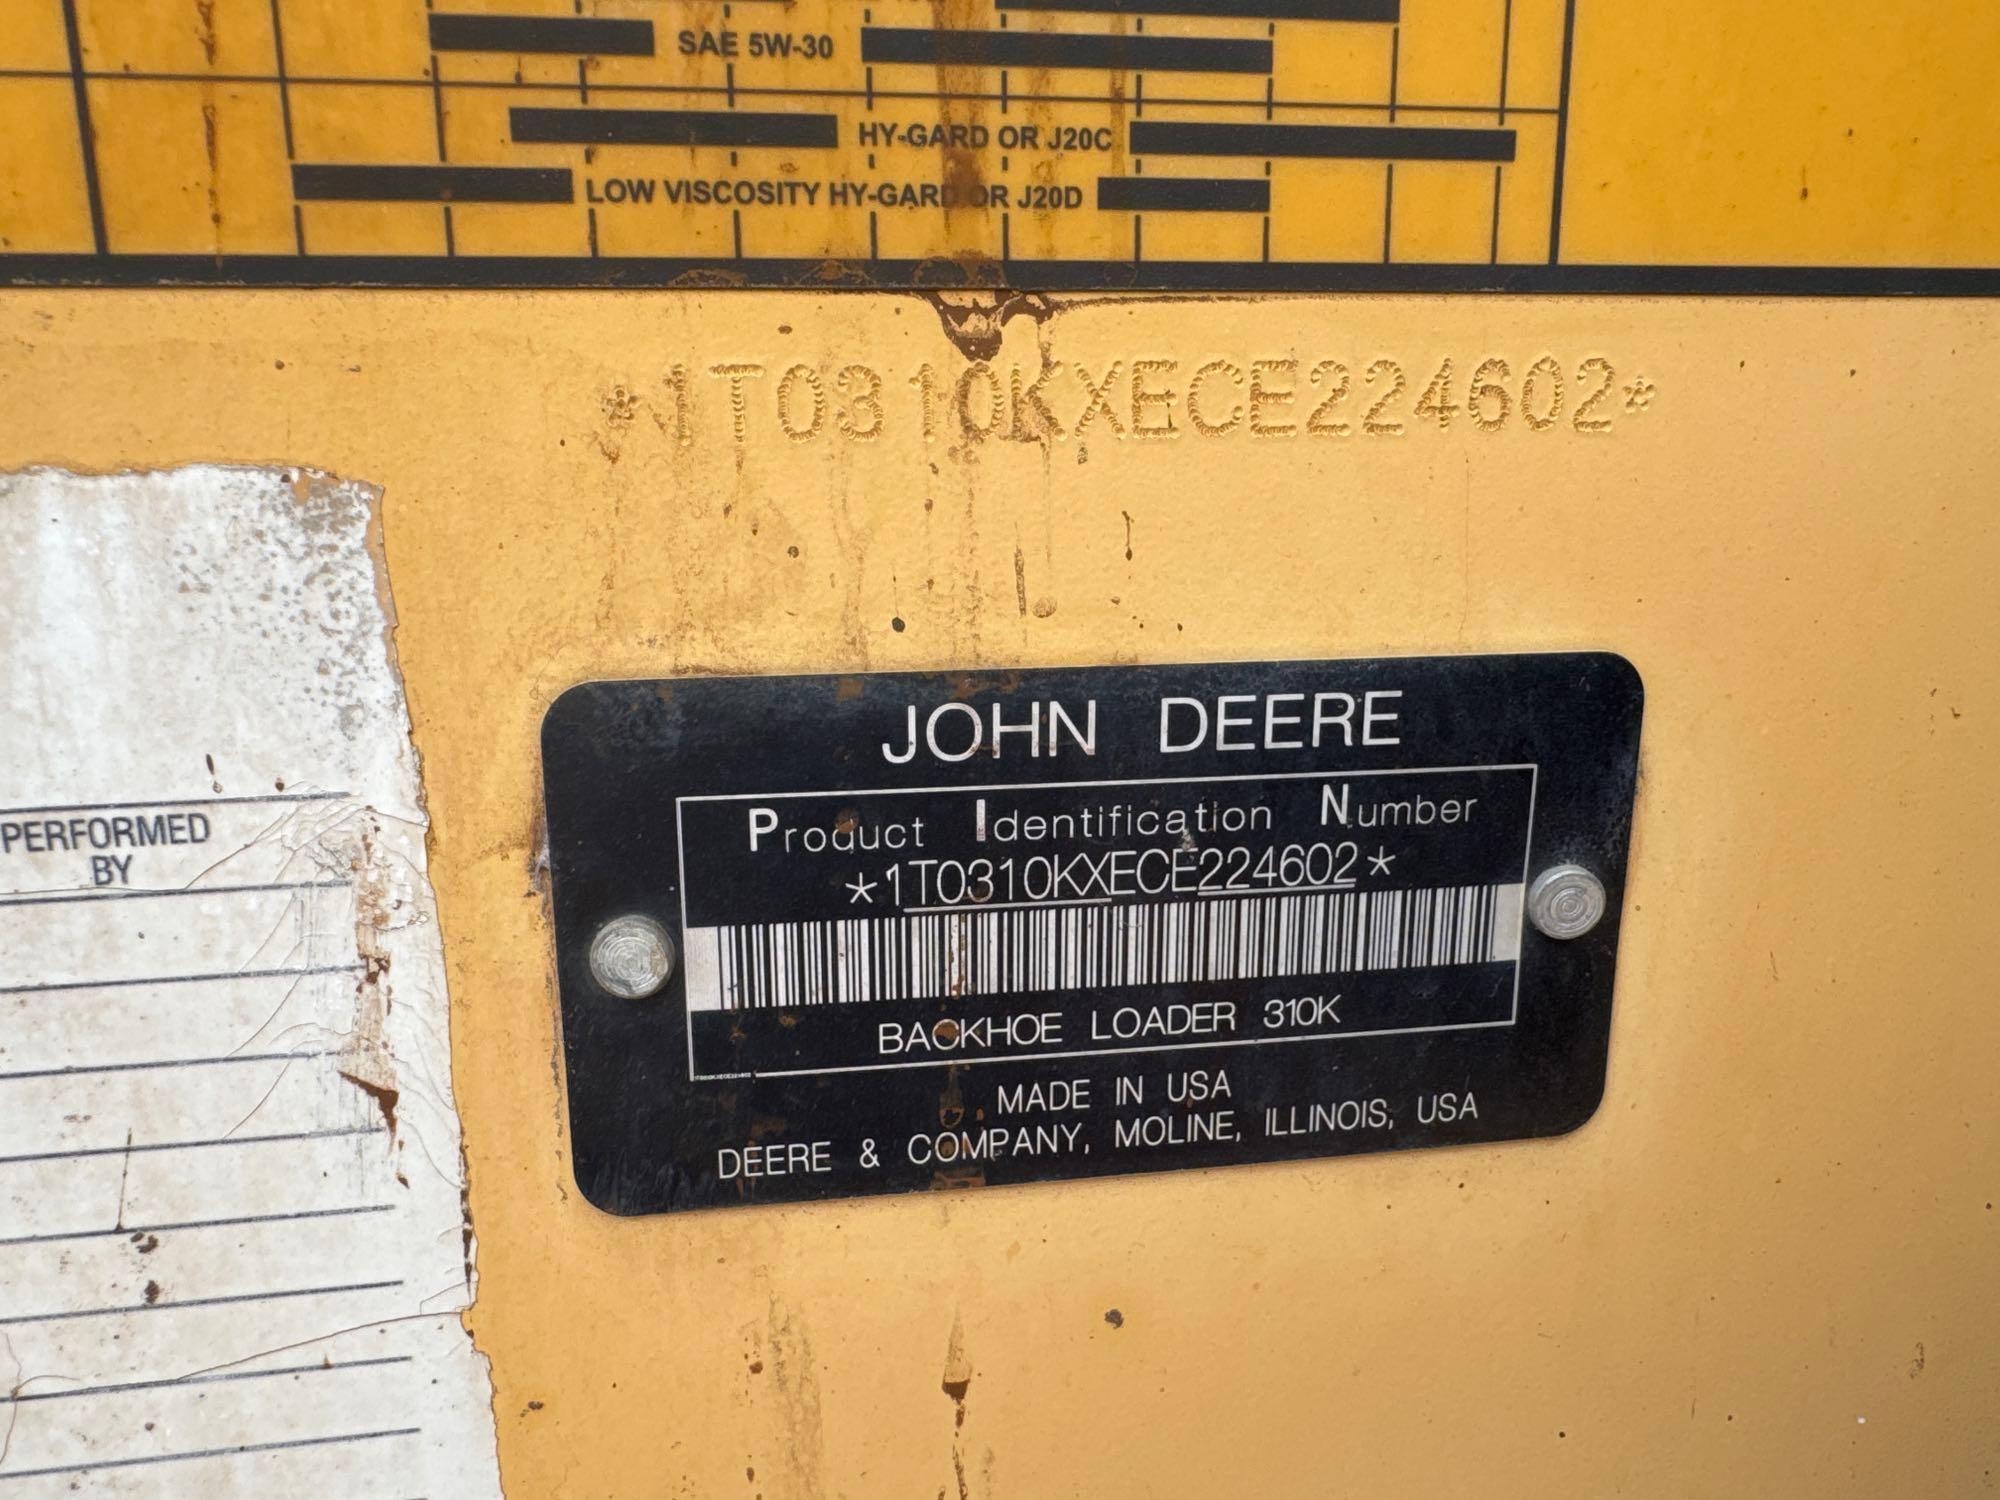 SAE 5W-30
HY-GARD OR J20C
LOW VISCOSITY HY-GARD OR J20D
*1T0310KXECE224602*
PERFORMED
BY
JOHN DEERE
Product Identification Number
*1T0310KXECE224602*
BACKHOE LOADER 310K
MADE IN USA
DEERE & COMPANY, MOLINE, ILLINOIS, USA